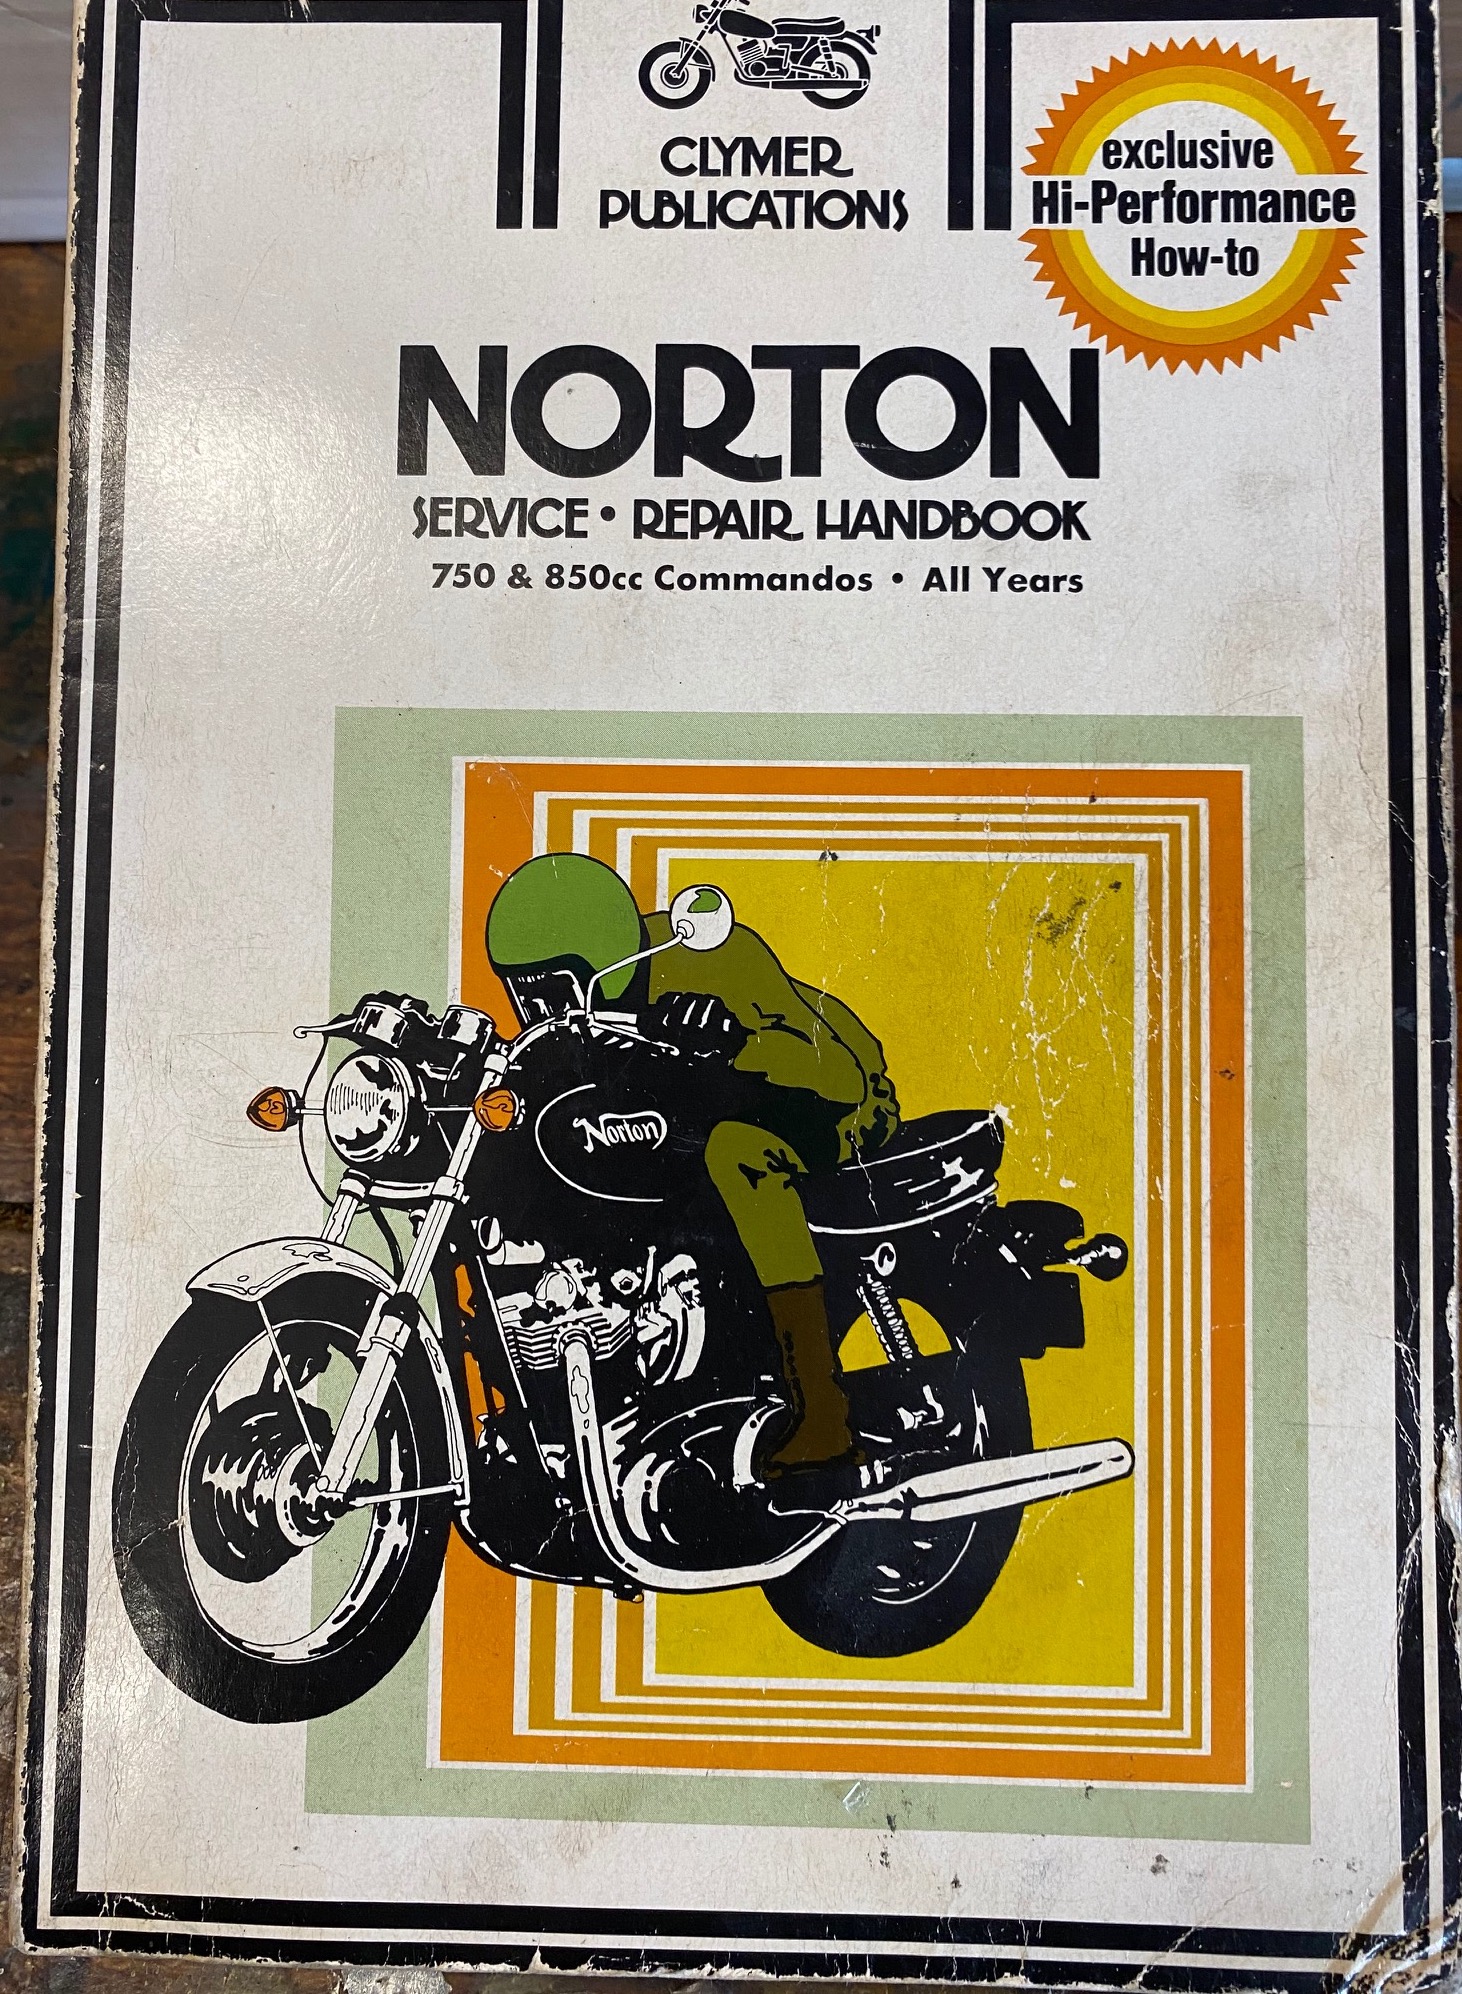 CLYMER
PUBLICATIONS
exclusive
Hi-Performance
How-to
NORTON
SERVICE • REPAIR HANDBOOK
750 & 850cc Commandos • All Years
Norton